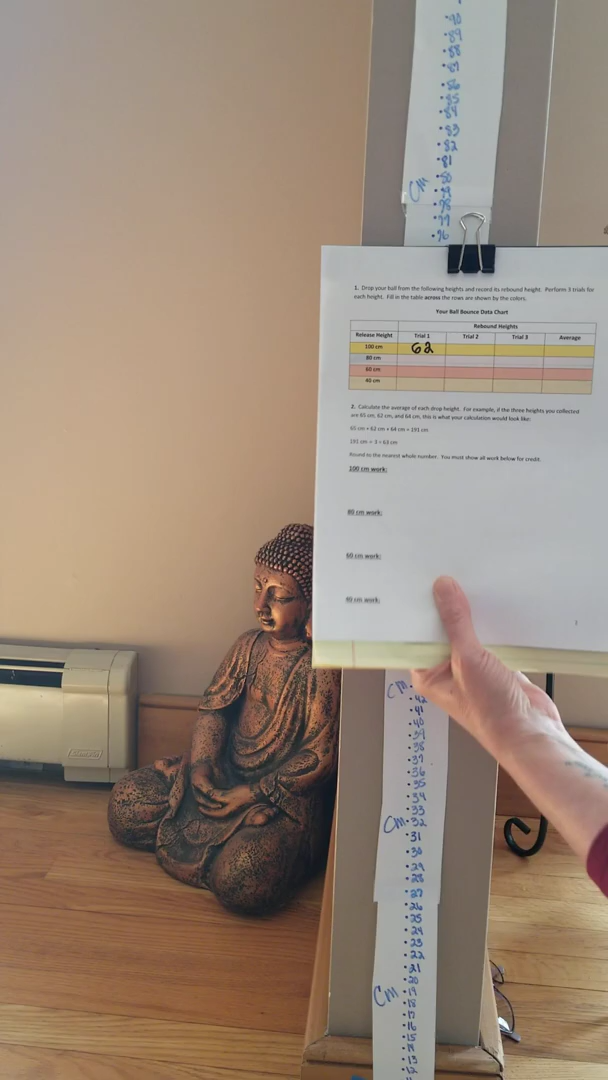 90
89
88
87
86
85
84
83
82
81
80
cm
79
78
77
76
1. Drop your ball from the following heights and record its rebound height. Perform 3 trials for
each height. Fill in the table across the rows are shown by the colors.
Your Ball Bounce Data Chart
Rebound Heights
Release Height Trial 1 Trial 2 Trial 3 Average
100 cm 62
80 cm
60 cm
40 cm
2. Calculate the average of each drop height. For example, if the three heights you collected
are 65 cm, 62 cm, and 64 cm, this is what your calculation would look like:
65 cm + 62 cm + 64 cm = 191 cm
191 cm ÷ 3 = 63 cm
Round to the nearest whole number. You must show all work below for credit.
100 cm work:
80 cm work:
60 cm work:
40 cm work:
1
cm
42
41
40
39
38
37
36
35
34
33
cm 32
31
30
29
28
27
26
25
24
23
22
21
20
cm 19
18
17
16
15
14
13
12